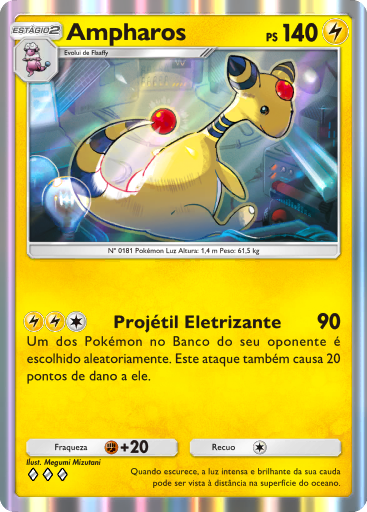 ESTÁGIO 2
Ampharos
PS 140
Evolui de Flaaffy
Nº 0181 Pokémon Luz Altura: 1,4 m Peso: 61,5 kg
Projétil Eletrizante 90
Um dos Pokémon no Banco do seu oponente é
escolhido aleatoriamente. Este ataque também causa 20
pontos de dano a ele.
Fraqueza +20 Recuo
Ilust. Megumi Mizutani
Quando escurece, a luz intensa e brilhante da sua cauda
pode ser vista à distância na superfície do oceano.